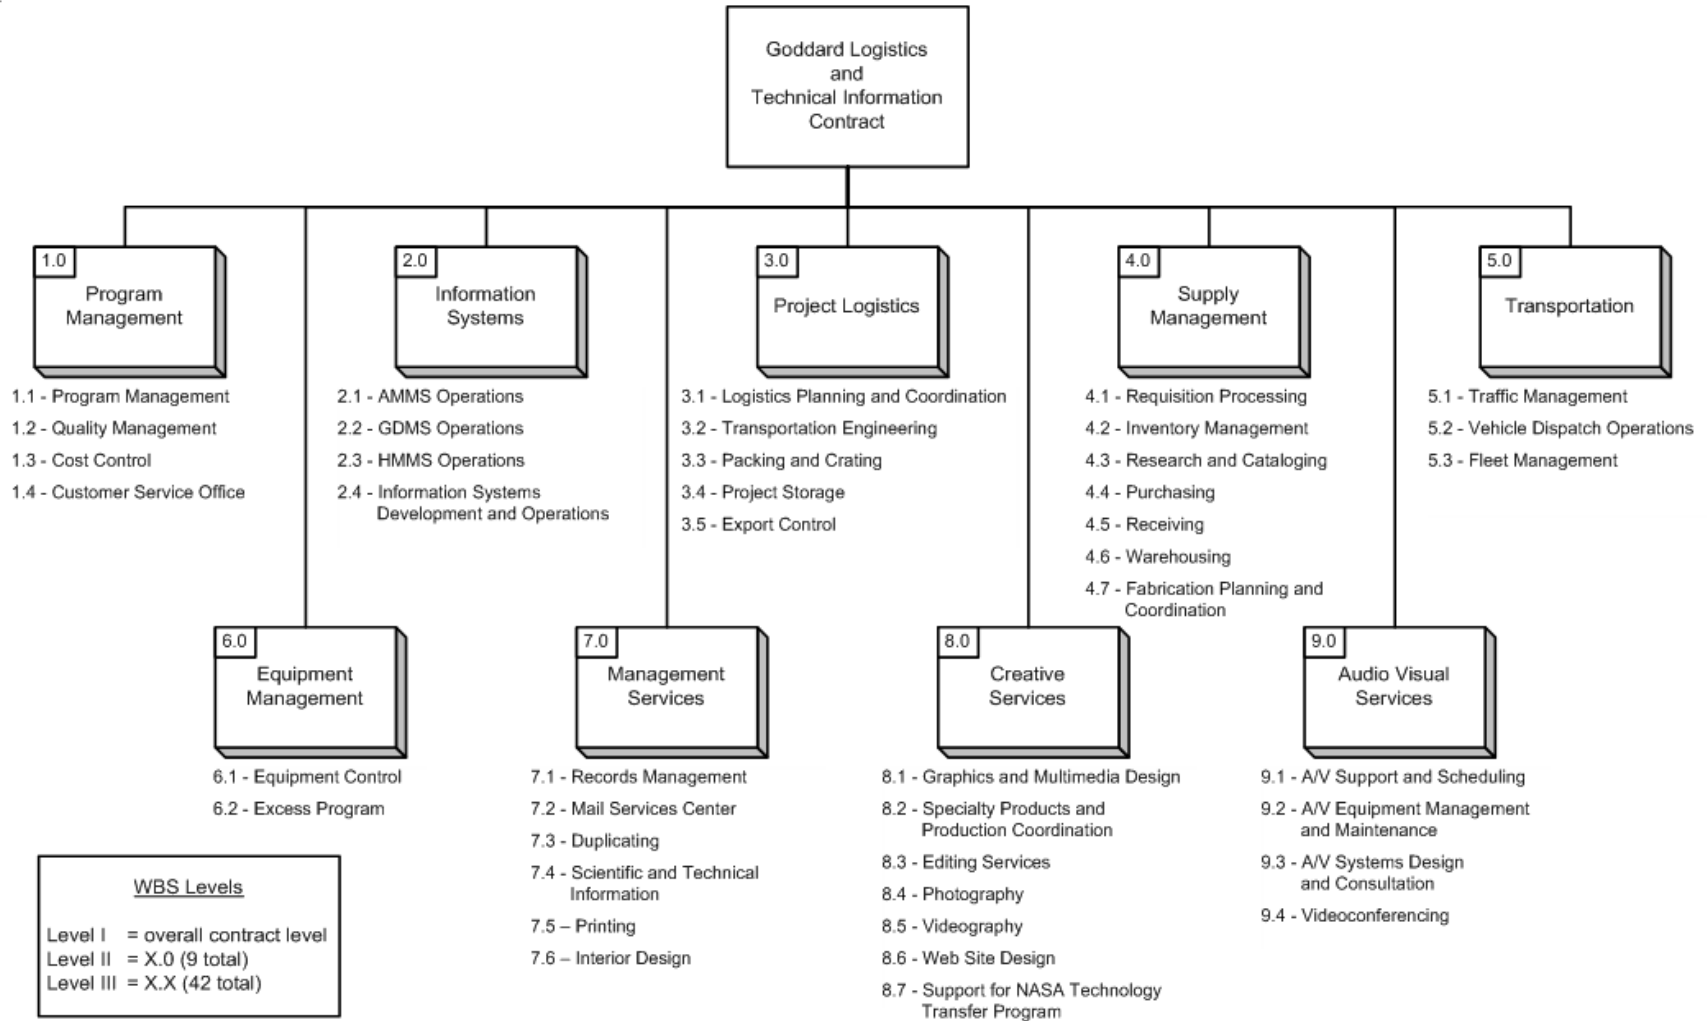 Goddard Logistics
and
Technical Information
Contract
1.0
Program
Management
1.1 - Program Management
1.2 - Quality Management
1.3 - Cost Control
1.4 - Customer Service Office
2.0
Information
Systems
2.1 - AMMS Operations
2.2 - GDMS Operations
2.3 - HMMS Operations
2.4 - Information Systems
Development and Operations
3.0
Project Logistics
3.1 - Logistics Planning and Coordination
3.2 - Transportation Engineering
3.3 - Packing and Crating
3.4 - Project Storage
3.5 - Export Control
4.0
Supply
Management
4.1 - Requisition Processing
4.2 - Inventory Management
4.3 - Research and Cataloging
4.4 - Purchasing
4.5 - Receiving
4.6 - Warehousing
4.7 - Fabrication Planning and
Coordination
5.0
Transportation
5.1 - Traffic Management
5.2 - Vehicle Dispatch Operations
5.3 - Fleet Management
6.0
Equipment
Management
6.1 - Equipment Control
6.2 - Excess Program
7.0
Management
Services
7.1 - Records Management
7.2 - Mail Services Center
7.3 - Duplicating
7.4 - Scientific and Technical
Information
7.5 – Printing
7.6 – Interior Design
8.0
Creative
Services
8.1 - Graphics and Multimedia Design
8.2 - Specialty Products and
Production Coordination
8.3 - Editing Services
8.4 - Photography
8.5 - Videography
8.6 - Web Site Design
8.7 - Support for NASA Technology
Transfer Program
9.0
Audio Visual
Services
9.1 - A/V Support and Scheduling
9.2 - A/V Equipment Management
and Maintenance
9.3 - A/V Systems Design
and Consultation
9.4 - Videoconferencing
WBS Levels
Level I = overall contract level
Level II = X.0 (9 total)
Level III = X.X (42 total)